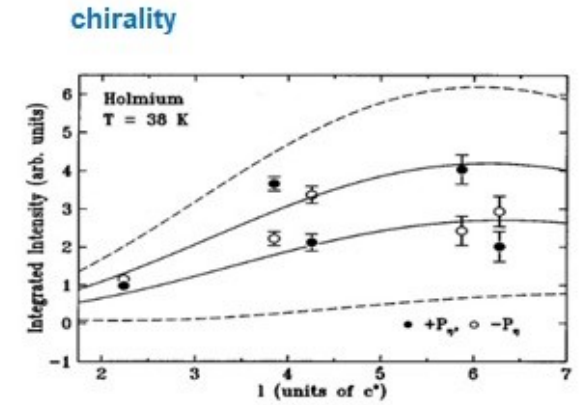 chirality
Holmium
T = 38 K
Integrated Intensity (arb. units)
6
5
4
3
2
1
0
−1
● +Pη, ○ −Pη
2 3 4 5 6 7
l (units of c*)